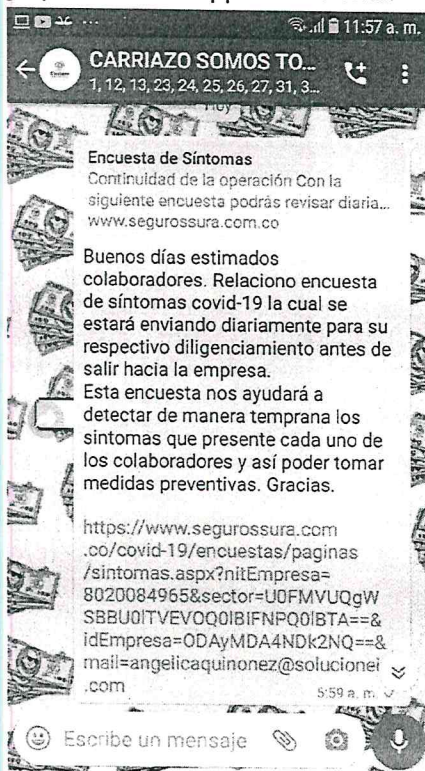 11:57 a. m.
CARRIAZO SOMOS TO...
1, 12, 13, 23, 24, 25, 26, 27, 31, 3...
Hoy
Encuesta de Síntomas
Continuidad de la operación Con la
siguiente encuesta podrás revisar diaria...
www.segurossura.com.co
Buenos días estimados
colaboradores. Relaciono encuesta
de síntomas covid-19 la cual se
estará enviando diariamente para su
respectivo diligenciamiento antes de
salir hacia la empresa.
Esta encuesta nos ayudará a
detectar de manera temprana los
sintomas que presente cada uno de
los colaboradores y así poder tomar
medidas preventivas. Gracias.
https://www.segurossura.com
.co/covid-19/encuestas/paginas
/sintomas.aspx?nitEmpresa=
8020084965&sector=U0FMVUQgW
SBBU0lTVEVOQ0lBIFNPQ0lBTA==&
idEmpresa=ODAyMDA4NDk2NQ==&
mail=angelicaquinonez@solucionei
.com
5:59 a. m.
Escribe un mensaje